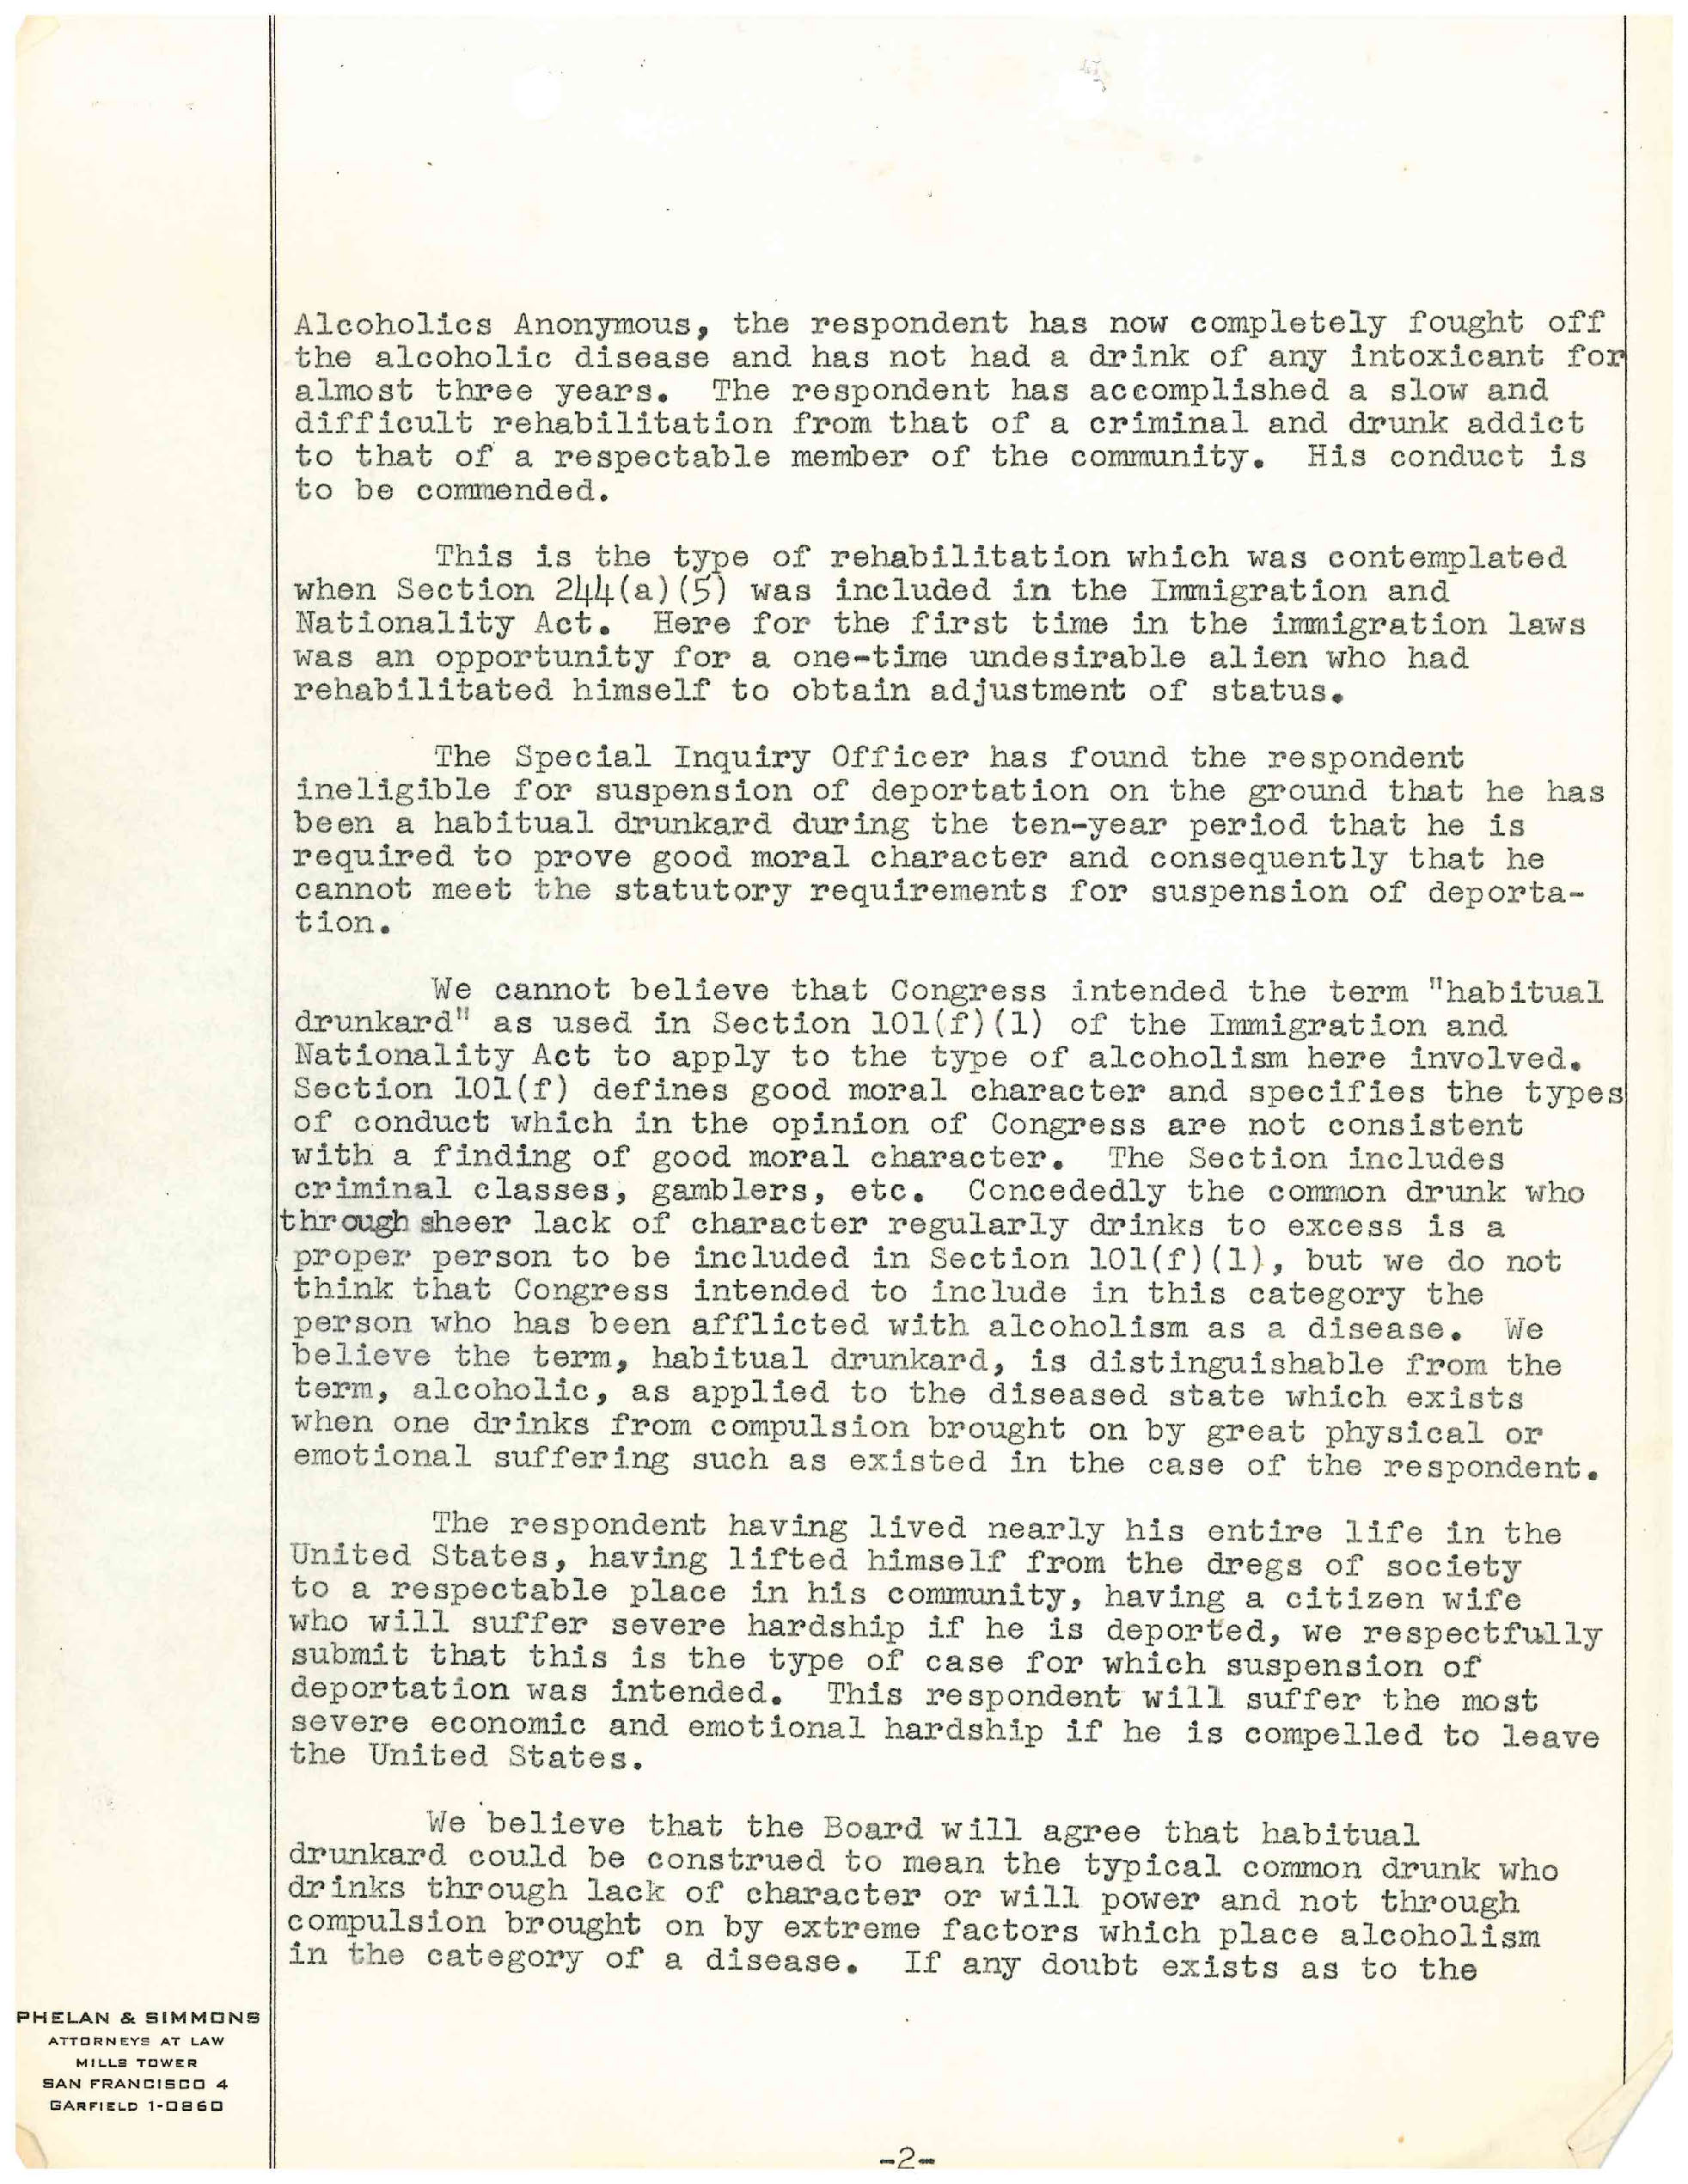 Alcoholics Anonymous, the respondent has now completely fought off
the alcoholic disease and has not had a drink of any intoxicant for
almost three years. The respondent has accomplished a slow and
difficult rehabilitation from that of a criminal and drunk addict
to that of a respectable member of the community. His conduct is
to be commended.
This is the type of rehabilitation which was contemplated
when Section 244(a)(5) was included in the Immigration and
Nationality Act. Here for the first time in the immigration laws
was an opportunity for a one-time undesirable alien who had
rehabilitated himself to obtain adjustment of status.
The Special Inquiry Officer has found the respondent
ineligible for suspension of deportation on the ground that he has
been a habitual drunkard during the ten-year period that he is
required to prove good moral character and consequently that he
cannot meet the statutory requirements for suspension of deporta-
tion.
We cannot believe that Congress intended the term "habitual
drunkard" as used in Section 101(f)(1) of the Immigration and
Nationality Act to apply to the type of alcoholism here involved.
Section 101(f) defines good moral character and specifies the types
of conduct which in the opinion of Congress are not consistent
with a finding of good moral character. The Section includes
criminal classes, gamblers, etc. Concededly the common drunk who
through sheer lack of character regularly drinks to excess is a
proper person to be included in Section 101(f)(1), but we do not
think that Congress intended to include in this category the
person who has been afflicted with alcoholism as a disease. We
believe the term, habitual drunkard, is distinguishable from the
term, alcoholic, as applied to the diseased state which exists
when one drinks from compulsion brought on by great physical or
emotional suffering such as existed in the case of the respondent.
The respondent having lived nearly his entire life in the
United States, having lifted himself from the dregs of society
to a respectable place in his community, having a citizen wife
who will suffer severe hardship if he is deported, we respectfully
submit that this is the type of case for which suspension of
deportation was intended. This respondent will suffer the most
severe economic and emotional hardship if he is compelled to leave
the United States.
We believe that the Board will agree that habitual
drunkard could be construed to mean the typical common drunk who
drinks through lack of character or will power and not through
compulsion brought on by extreme factors which place alcoholism
in the category of a disease. If any doubt exists as to the
PHELAN & SIMMONS
ATTORNEYS AT LAW
MILLS TOWER
SAN FRANCISCO 4
GARFIELD 1-0860
-2-